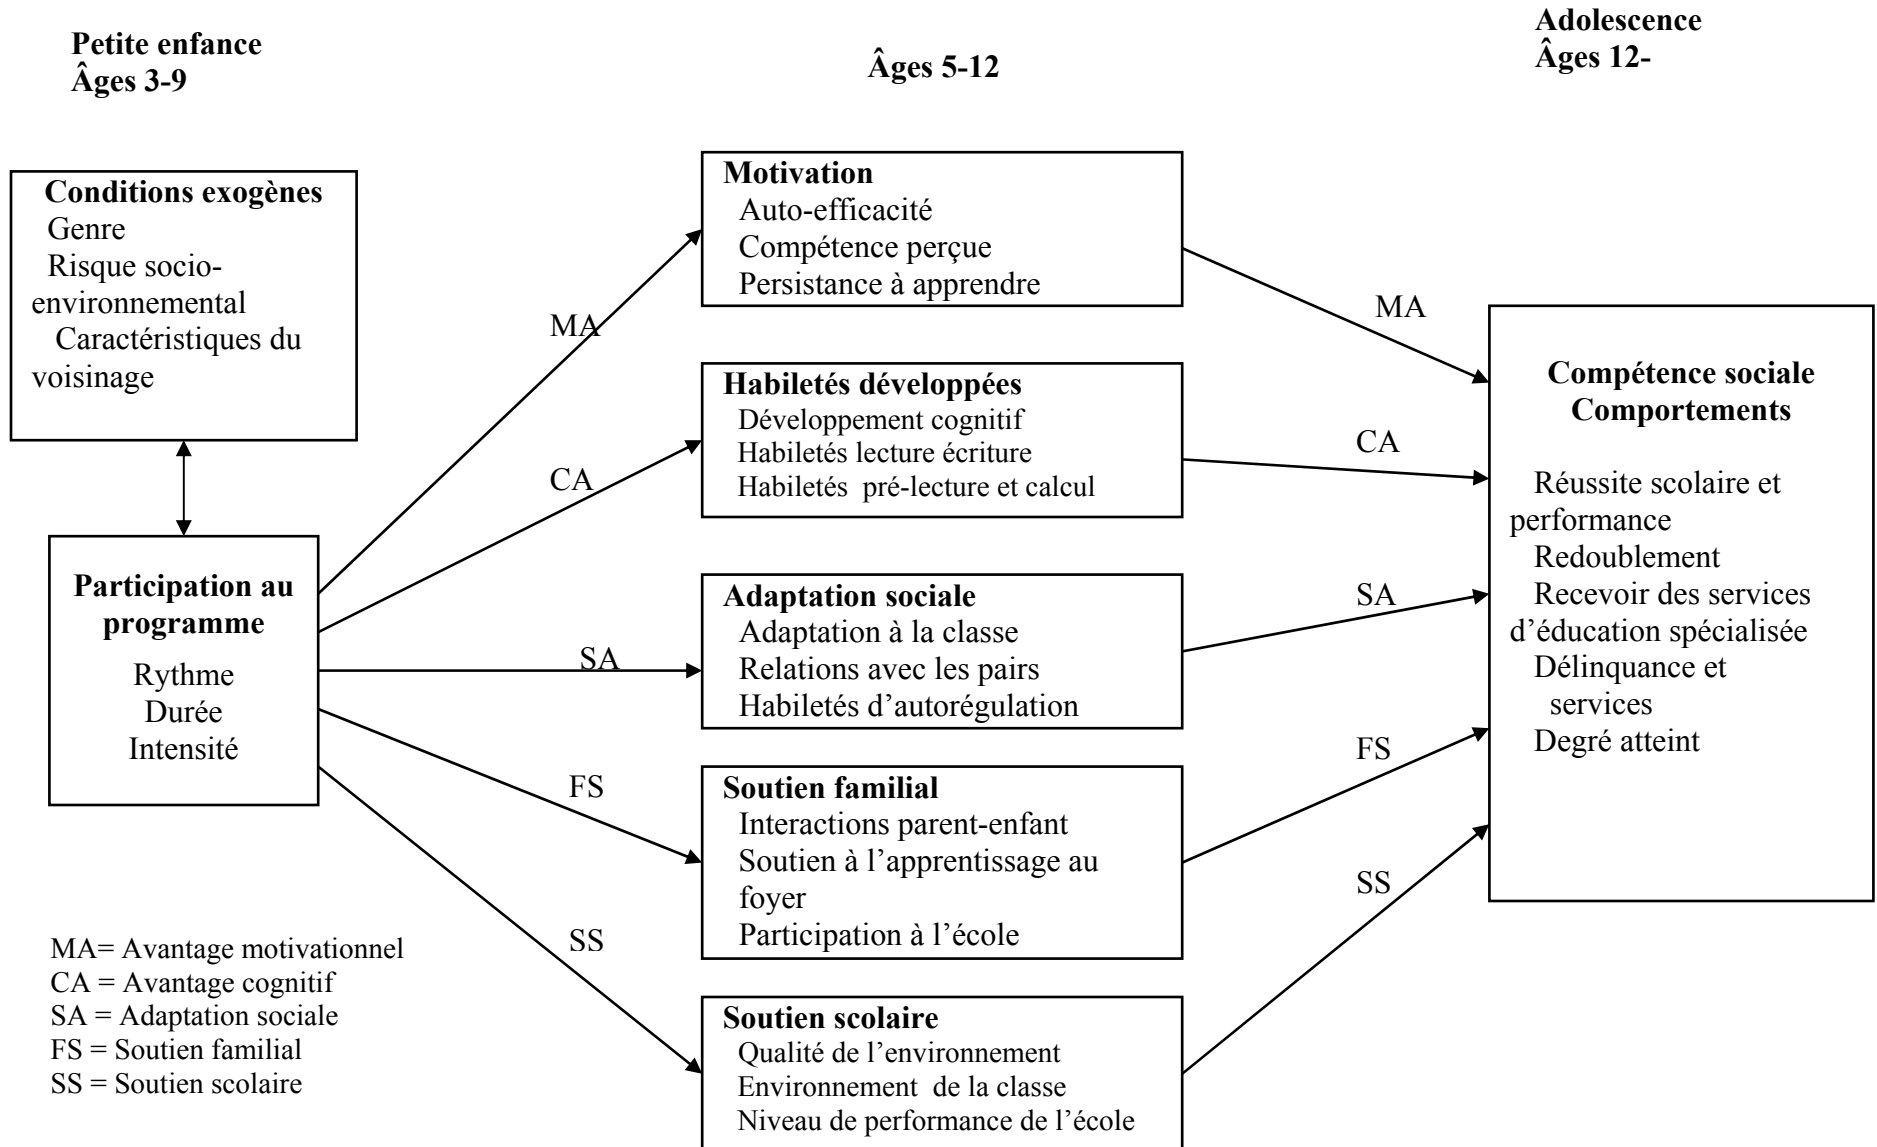 Petite enfance
Âges 3-9
Âges 5-12
Adolescence
Âges 12-
Conditions exogènes
Genre
Risque socio-
environnemental
Caractéristiques du
voisinage
Participation au
programme
Rythme
Durée
Intensité
MA
CA
SA
FS
SS
Motivation
Auto-efficacité
Compétence perçue
Persistance à apprendre
Habiletés développées
Développement cognitif
Habiletés lecture écriture
Habiletés pré-lecture et calcul
Adaptation sociale
Adaptation à la classe
Relations avec les pairs
Habiletés d’autorégulation
Soutien familial
Interactions parent-enfant
Soutien à l’apprentissage au
foyer
Participation à l’école
Soutien scolaire
Qualité de l’environnement
Environnement de la classe
Niveau de performance de l’école
MA
CA
SA
FS
SS
Compétence sociale
Comportements
Réussite scolaire et
performance
Redoublement
Recevoir des services
d’éducation spécialisée
Délinquance et
services
Degré atteint
MA= Avantage motivationnel
CA = Avantage cognitif
SA = Adaptation sociale
FS = Soutien familial
SS = Soutien scolaire